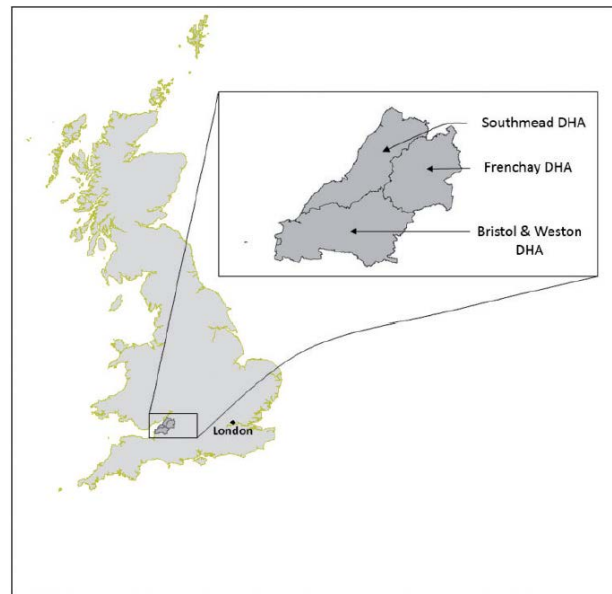 Southmead DHA
Frenchay DHA
Bristol & Weston
DHA
London